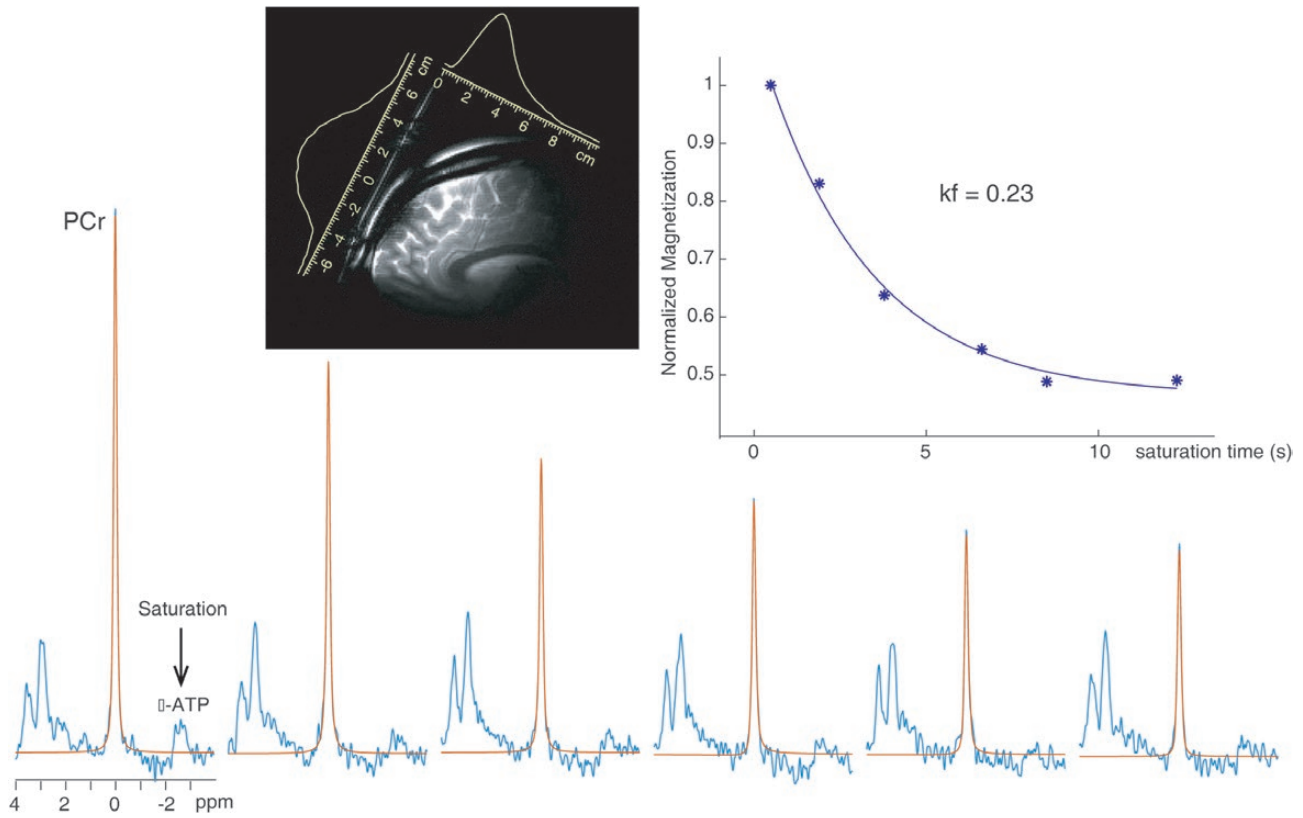 cm
6
4
2
0
-2
-4
-6
0
2
4
6
8
cm
Normalized Magnetization
1
0.9
0.8
0.7
0.6
0.5
kf = 0.23
0
5
10
saturation time (s)
PCr
Saturation
▯-ATP
4
2
0
-2
ppm